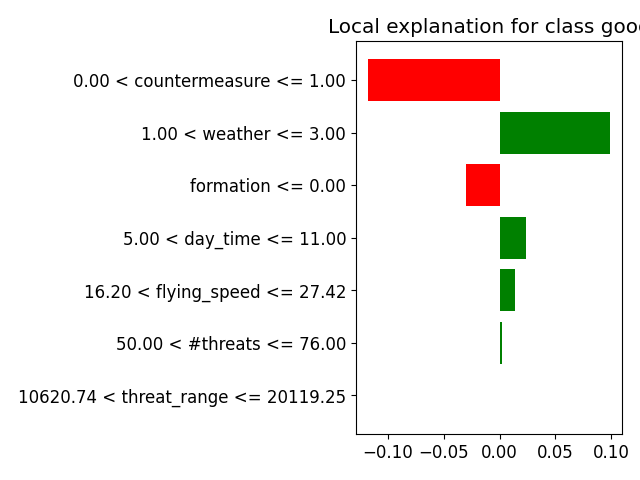 Local explanation for class goo
0.00 < countermeasure <= 1.00
1.00 < weather <= 3.00
formation <= 0.00
5.00 < day_time <= 11.00
16.20 < flying_speed <= 27.42
50.00 < #threats <= 76.00
10620.74 < threat_range <= 20119.25
−0.10 −0.05 0.00 0.05 0.10